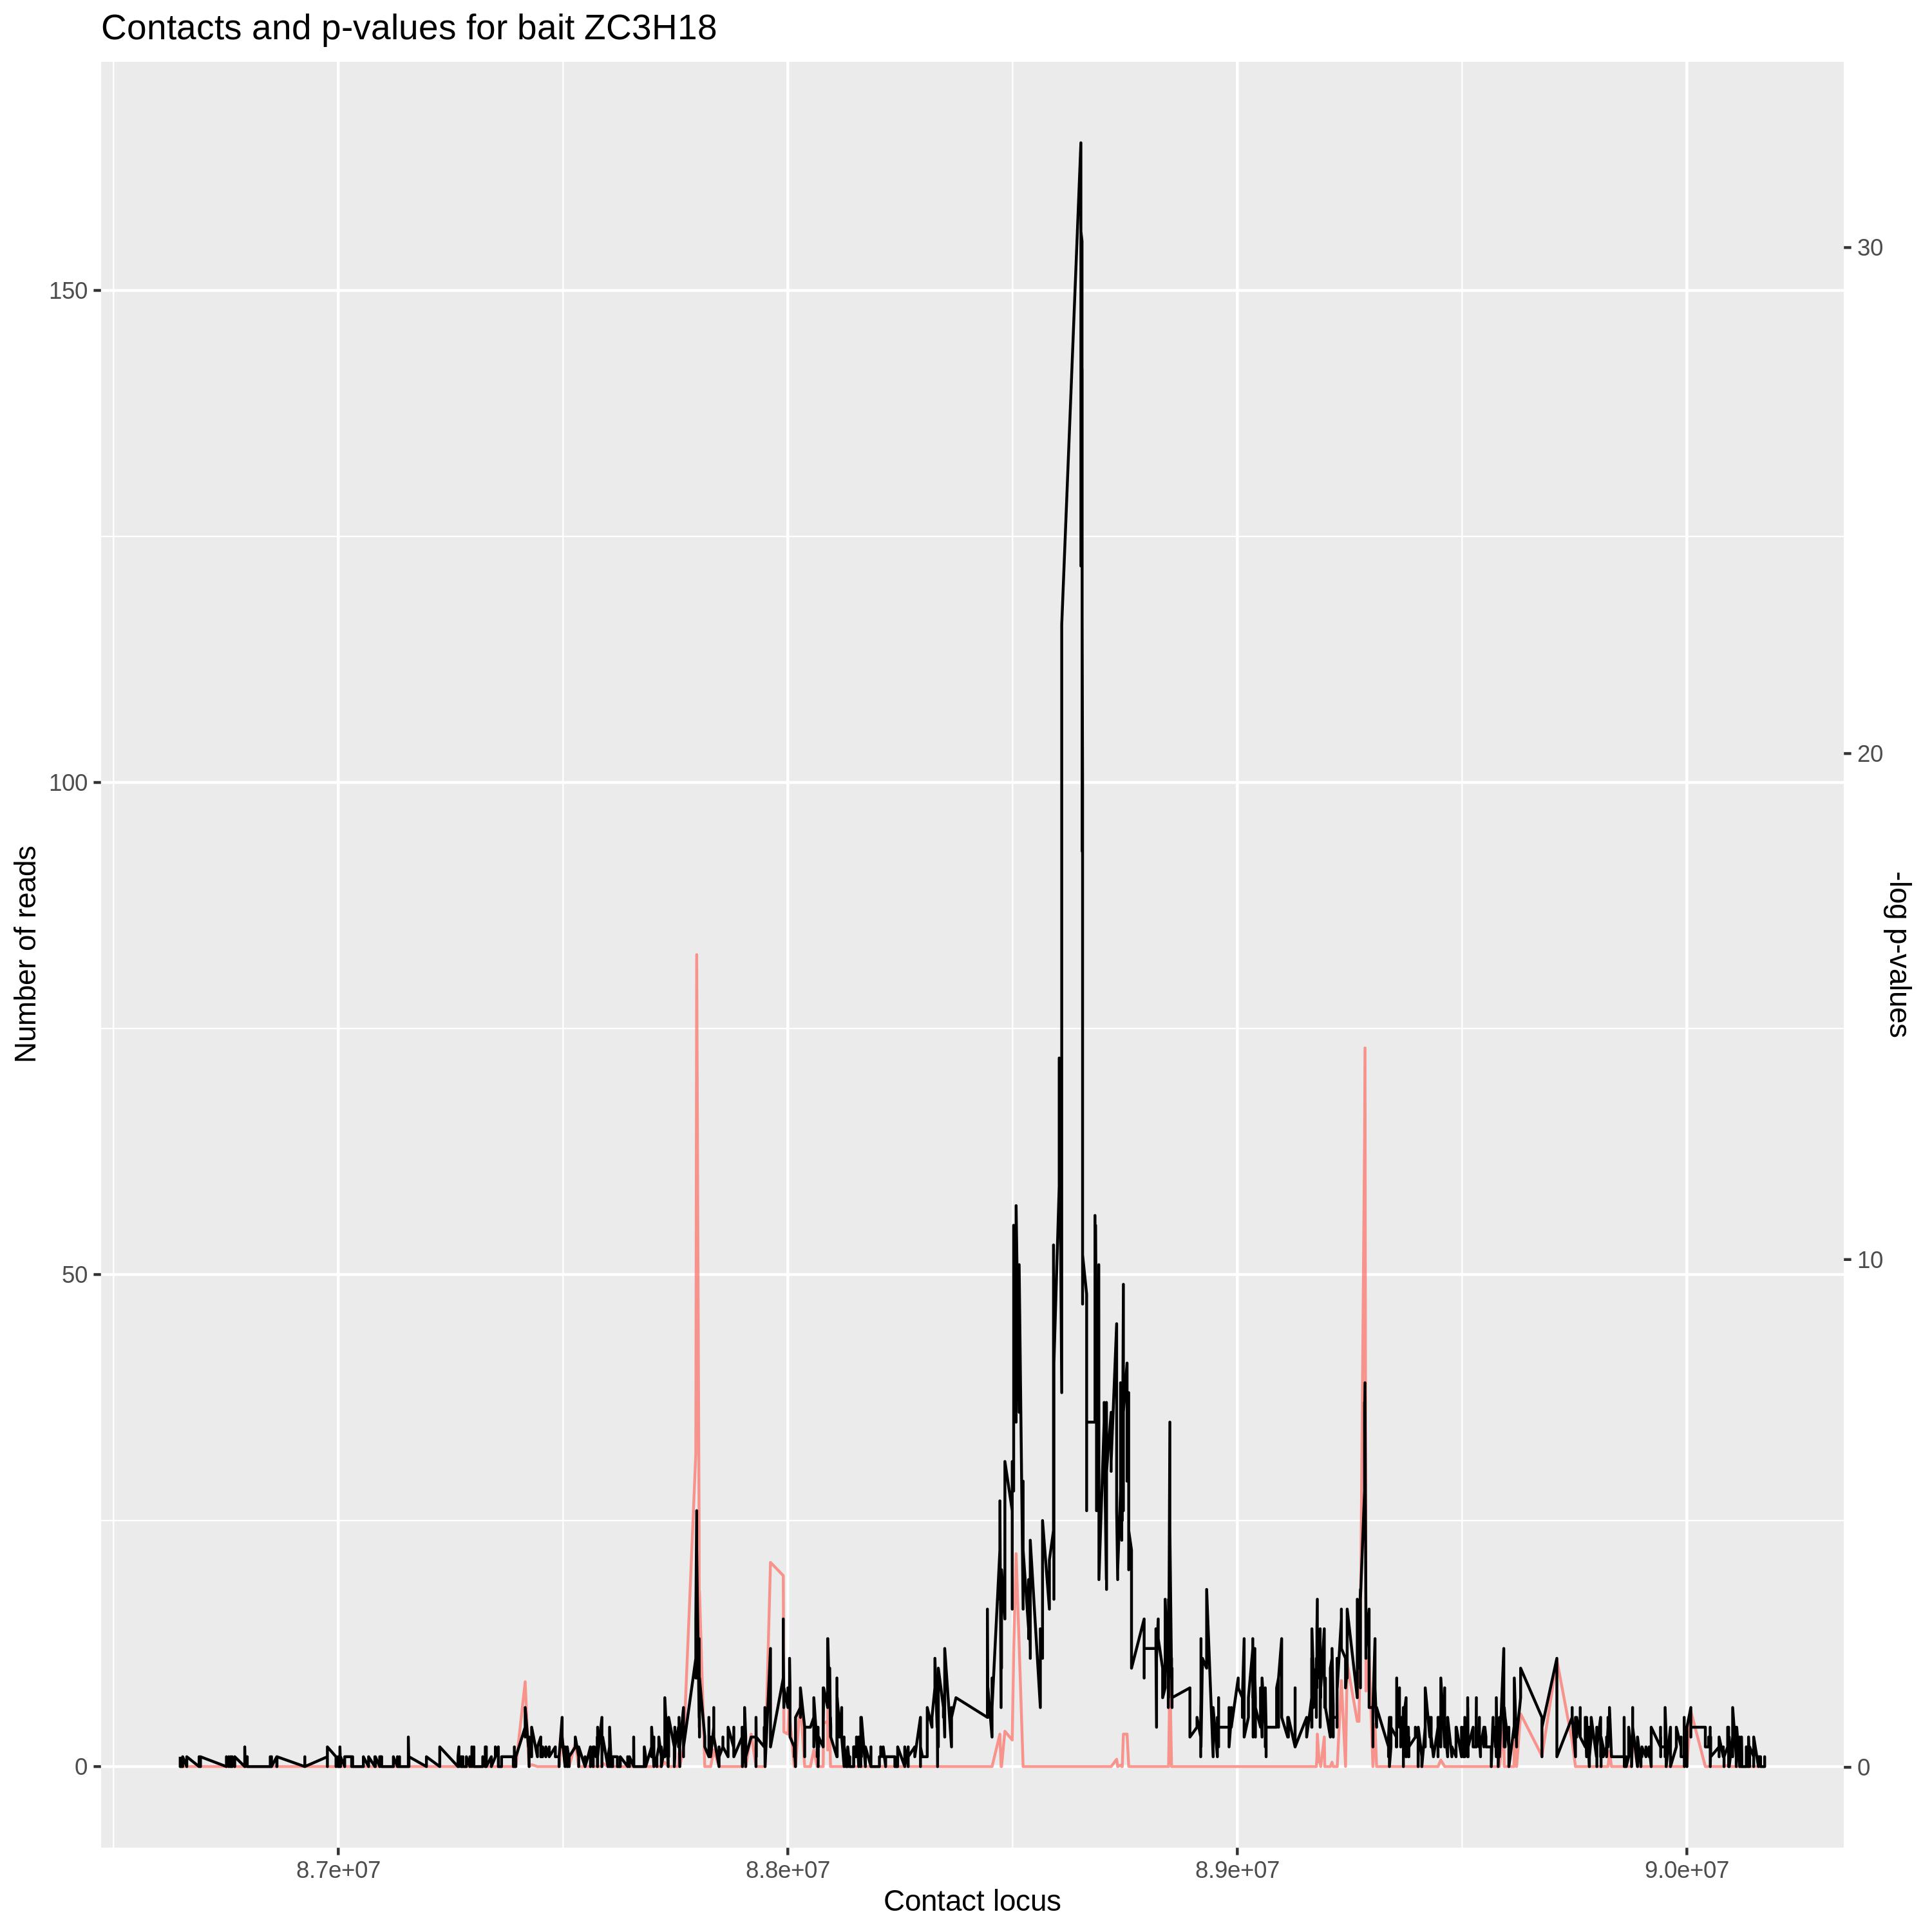 Contacts and p-values for bait ZC3H18
Number of reads
150
100
50
0
30
20
10
0
-log p-values
8.7e+07 8.8e+07 8.9e+07 9.0e+07
Contact locus